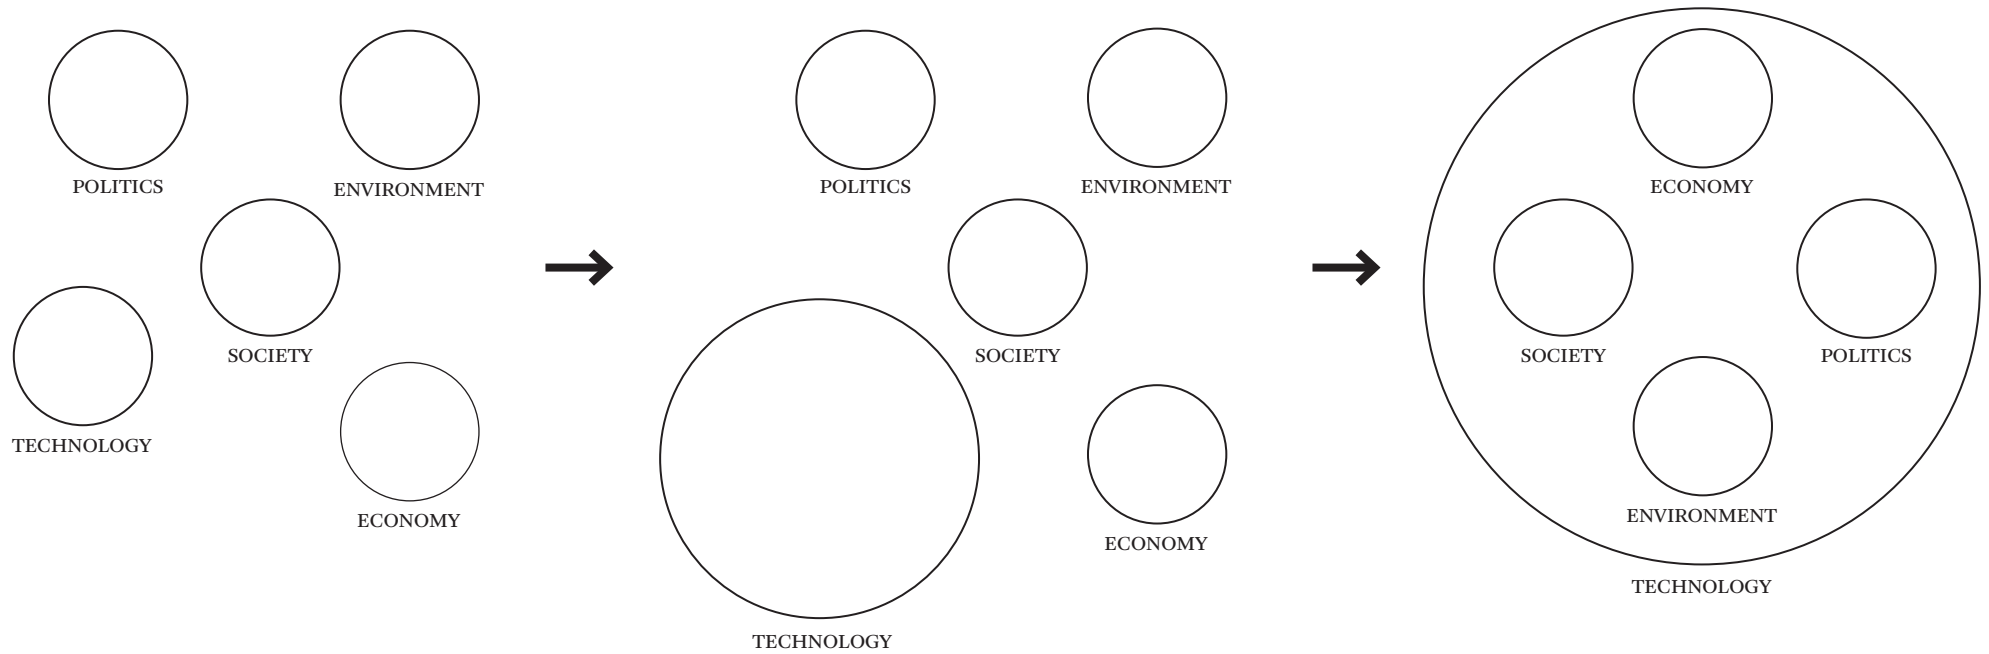 POLITICS
ENVIRONMENT
SOCIETY
TECHNOLOGY
ECONOMY
POLITICS
ENVIRONMENT
SOCIETY
ECONOMY
TECHNOLOGY
ECONOMY
SOCIETY
POLITICS
ENVIRONMENT
TECHNOLOGY